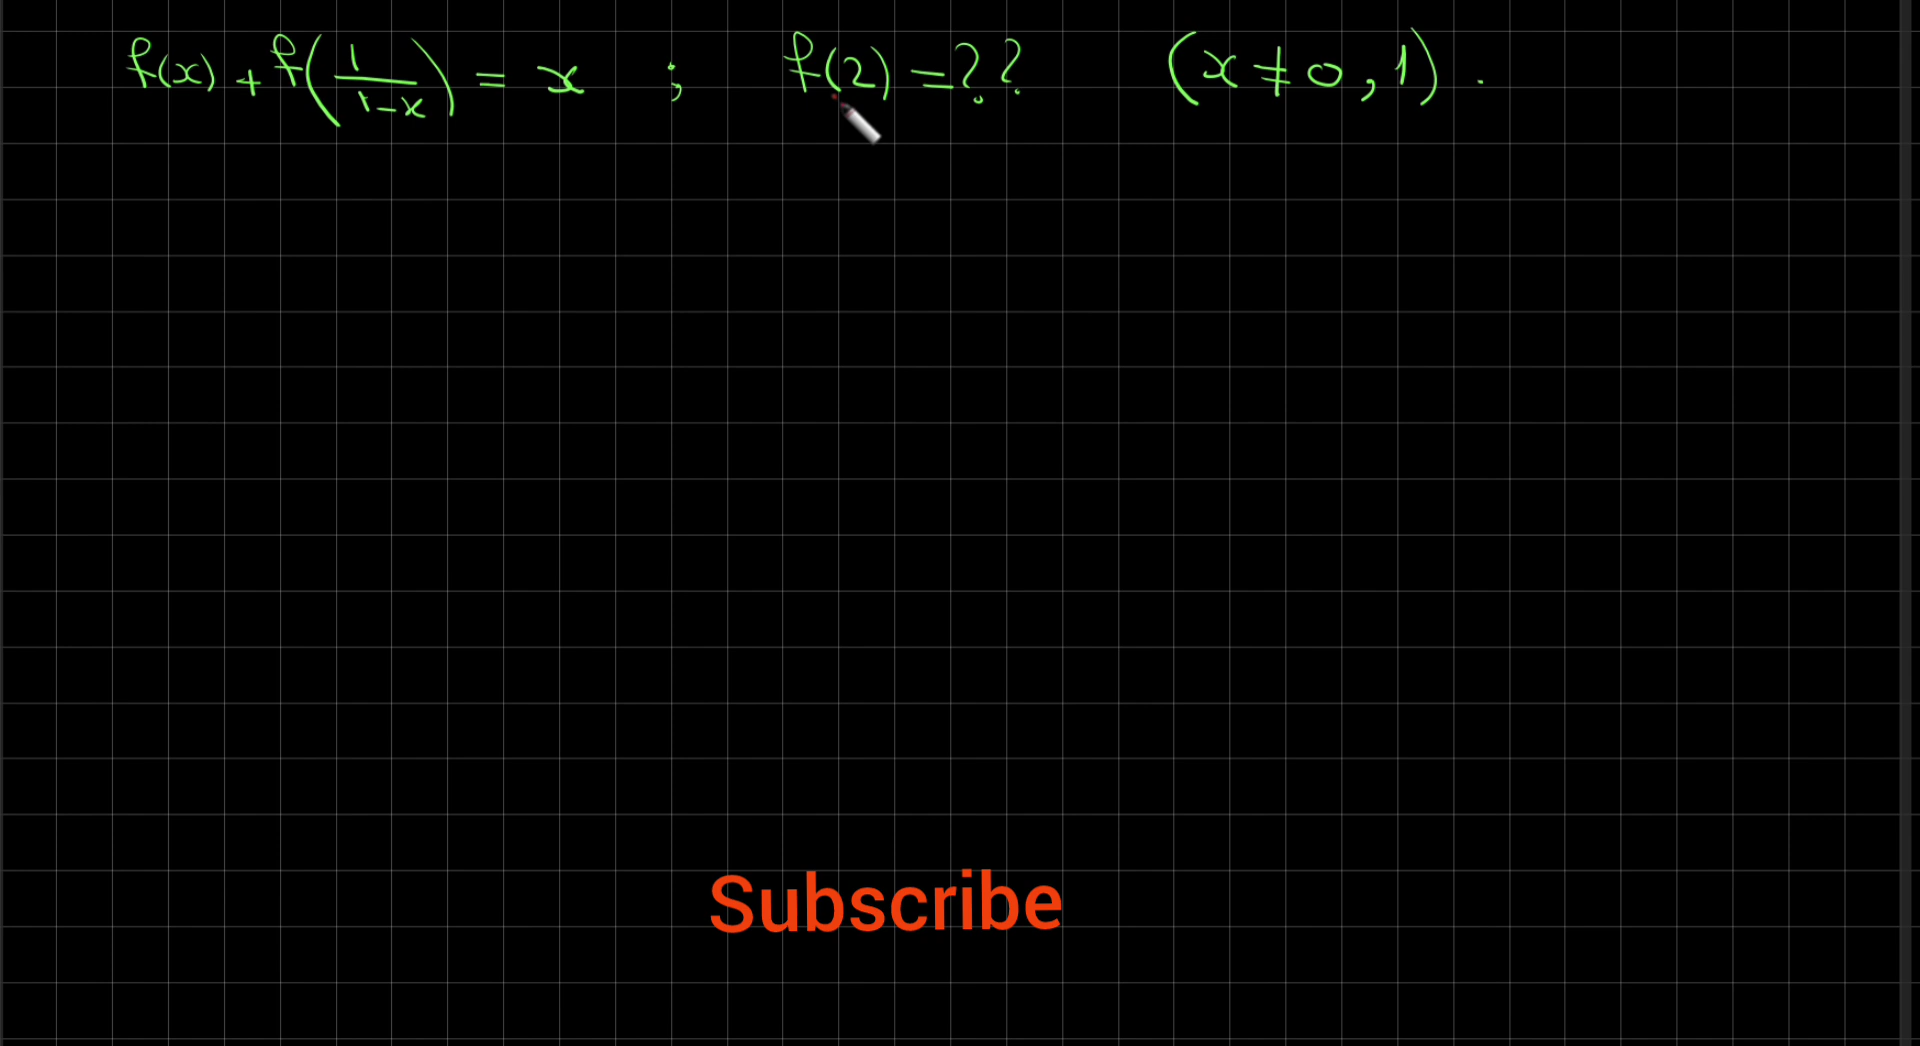 f(x) + f(1/(1-x)) = x ; f(2) = ?? (x ≠ 0, 1).
Subscribe